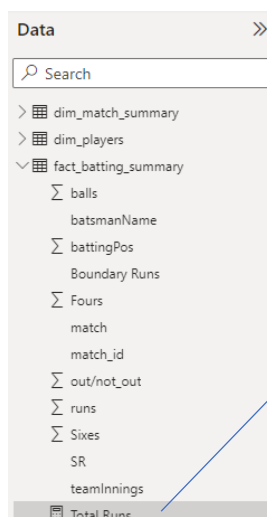 Data
Search
dim_match_summary
dim_players
fact_batting_summary
balls
batsmanName
battingPos
Boundary Runs
Fours
match
match_id
out/not_out
runs
Sixes
SR
teamInnings
Total Runs